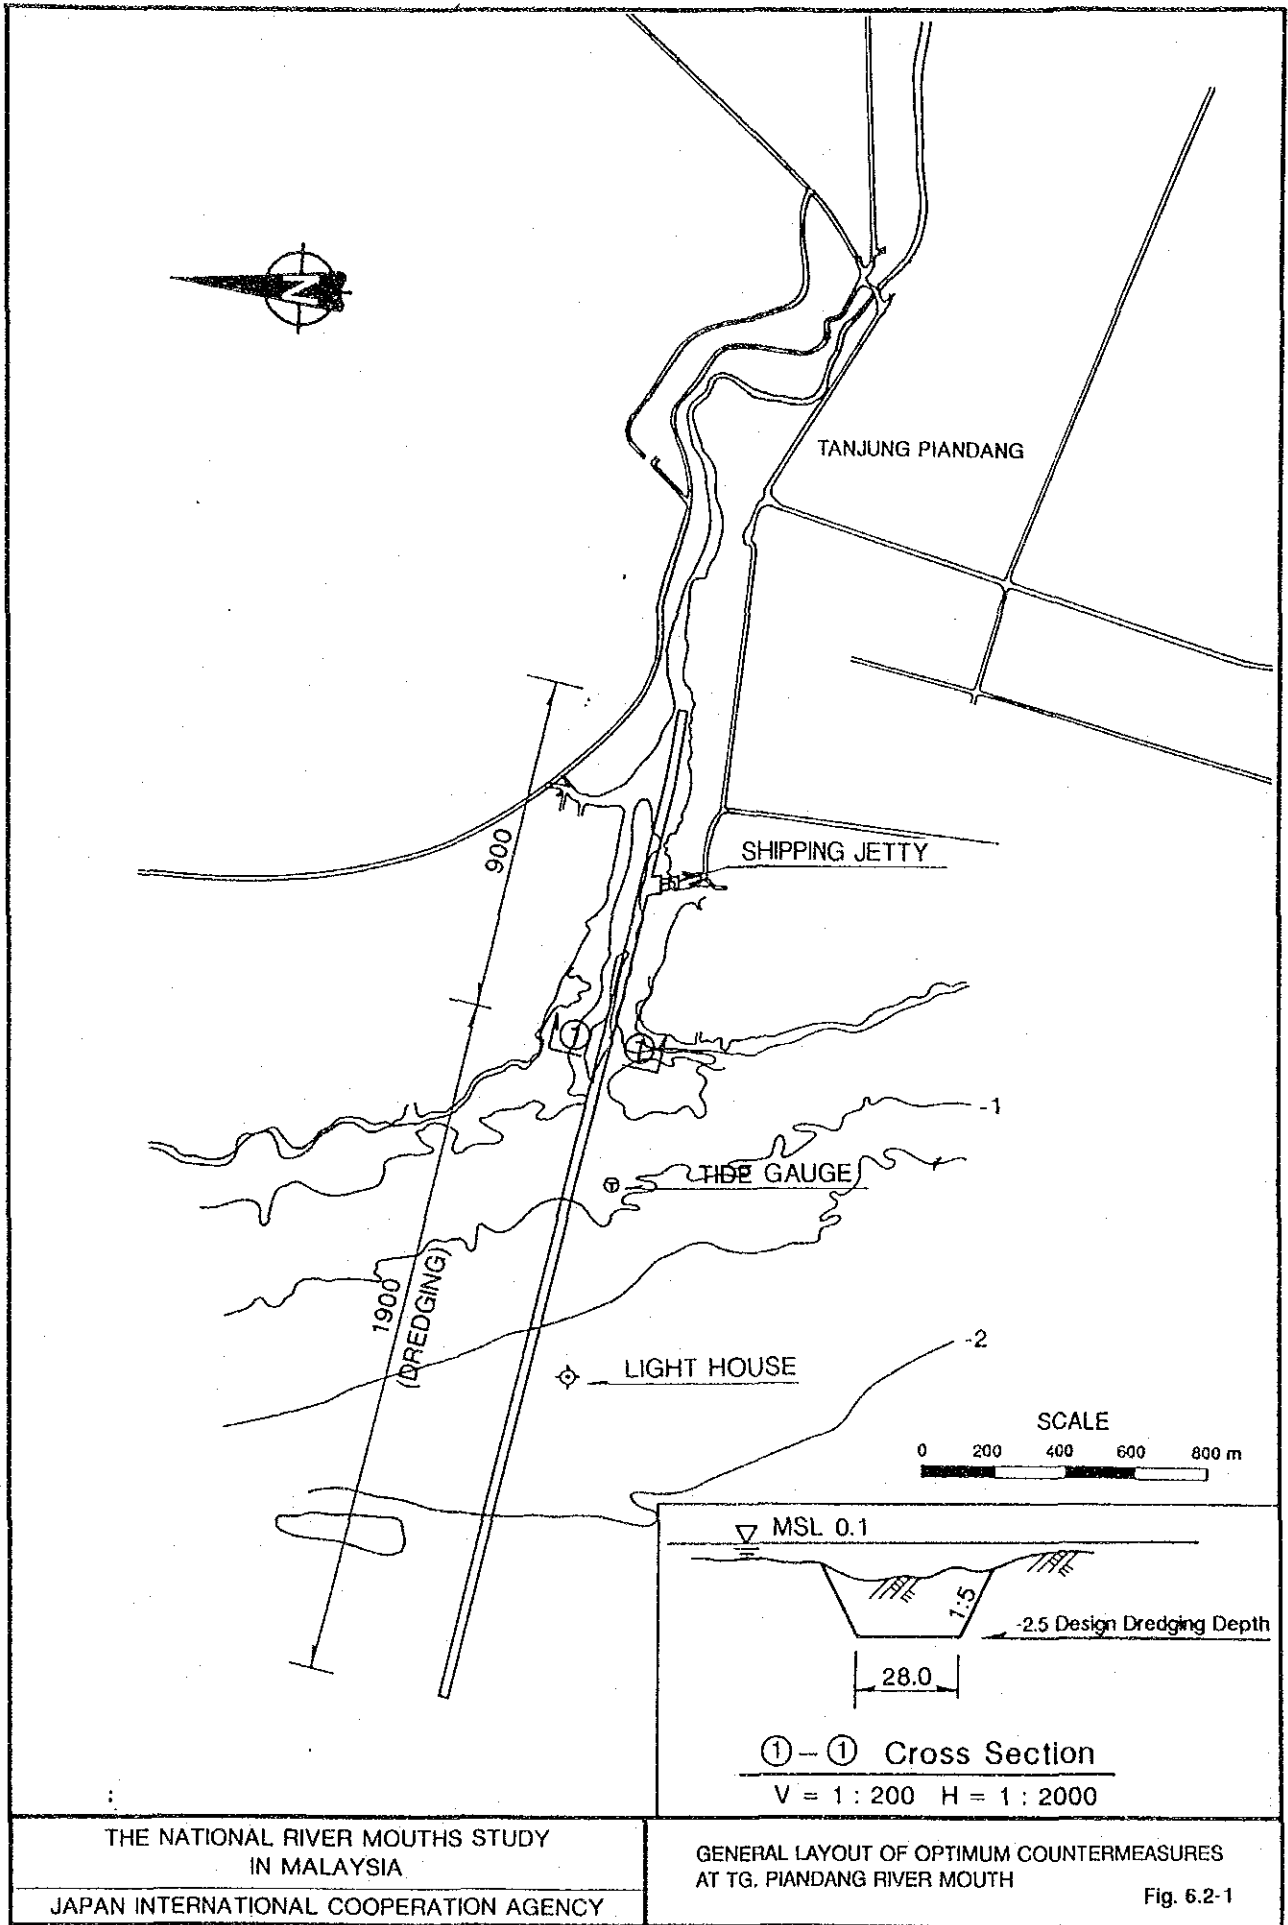 N
TANJUNG PIANDANG
900
SHIPPING JETTY
1 1
-1
TIDE GAUGE
1900
(DREDGING)
-2
LIGHT HOUSE
SCALE
0 200 400 600 800 m
MSL 0.1
1:5
-2.5 Design Dredging Depth
28.0
①-① Cross Section
V = 1 : 200 H = 1 : 2000
THE NATIONAL RIVER MOUTHS STUDY
IN MALAYSIA
JAPAN INTERNATIONAL COOPERATION AGENCY
GENERAL LAYOUT OF OPTIMUM COUNTERMEASURES
AT TG. PIANDANG RIVER MOUTH
Fig. 6.2-1